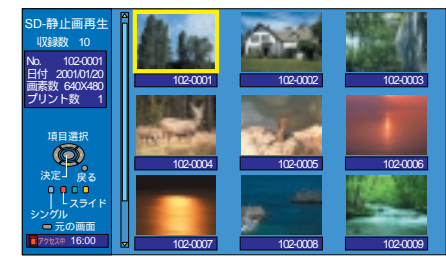 SD-静止画再生
収録数 10
No. 102-0001
日付 2001/01/20
画素数 640X480
プリント数 1
項目選択
決定
戻る
スライド
シングル
元の画面
アクセス中 16:00
102-0001
102-0002
102-0003
102-0004
102-0005
102-0006
102-0007
102-0008
102-0009